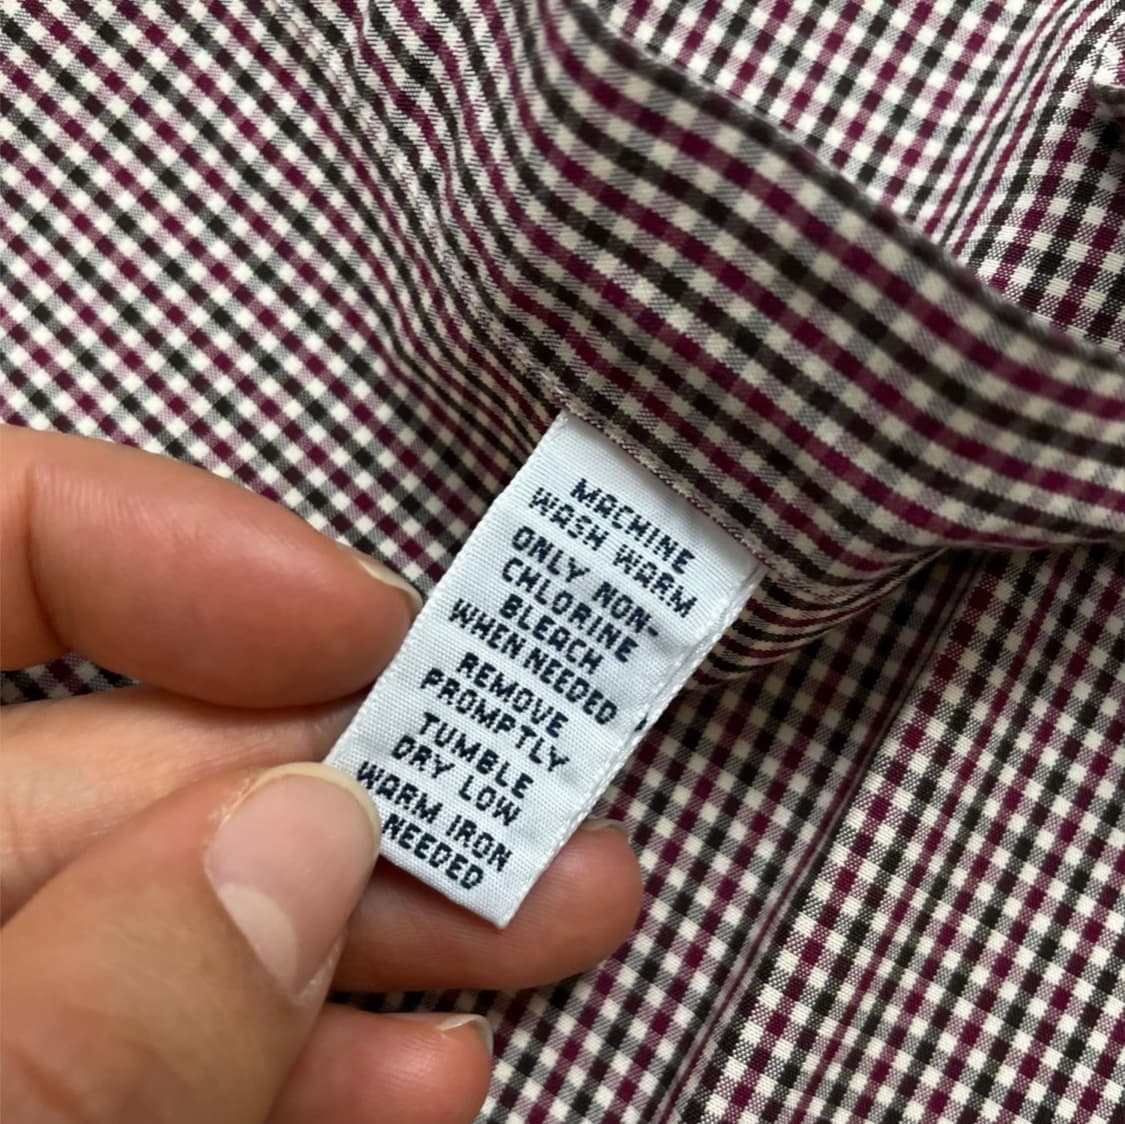 MACHINE
WASH WARM
ONLY NON-
CHLORINE
BLEACH
WHEN NEEDED
REMOVE
PROMPTLY
TUMBLE
DRY LOW
WARM IRON
NEEDED